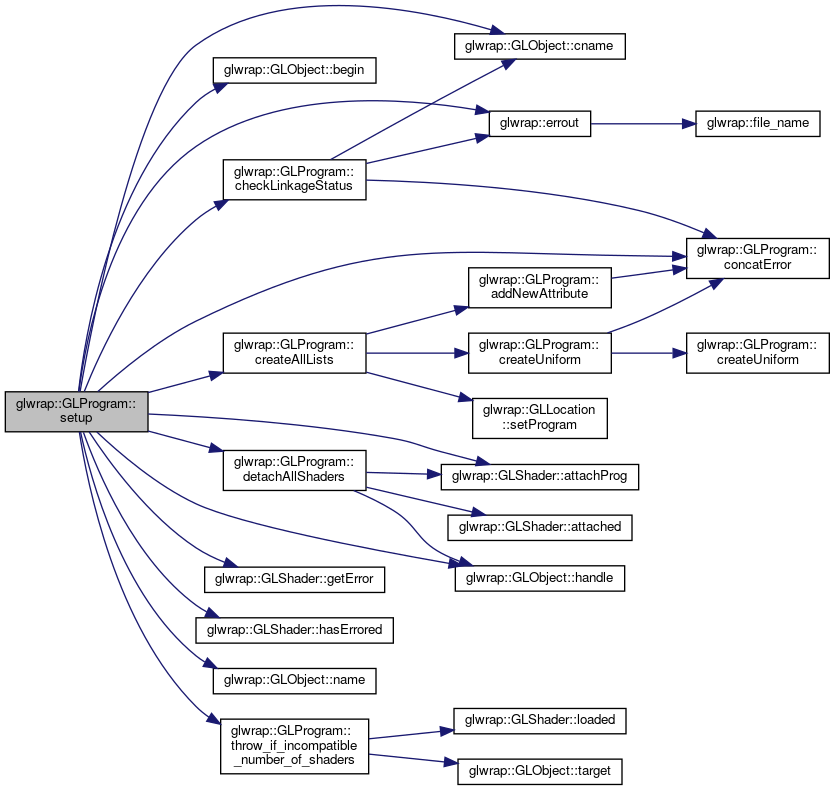 glwrap::GLObject::cname
glwrap::GLObject::begin
glwrap::errout
glwrap::file_name
glwrap::GLProgram::
checkLinkageStatus
glwrap::GLProgram::
concatError
glwrap::GLProgram::
addNewAttribute
glwrap::GLProgram::
createAllLists
glwrap::GLProgram::
createUniform
glwrap::GLProgram::
createUniform
glwrap::GLProgram::
setup
glwrap::GLLocation
::setProgram
glwrap::GLProgram::
detachAllShaders
glwrap::GLShader::attachProg
glwrap::GLShader::attached
glwrap::GLShader::getError
glwrap::GLObject::handle
glwrap::GLShader::hasErrored
glwrap::GLObject::name
glwrap::GLProgram::
throw_if_incompatible
_number_of_shaders
glwrap::GLShader::loaded
glwrap::GLObject::target